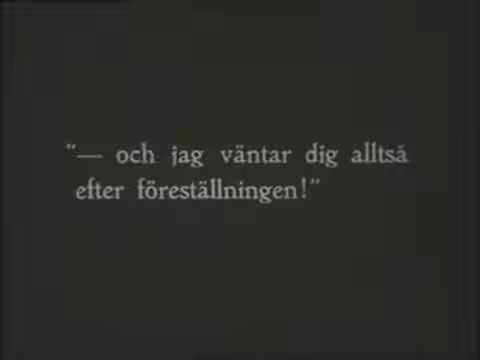 "— och jag väntar dig alltså
efter föreställningen!"